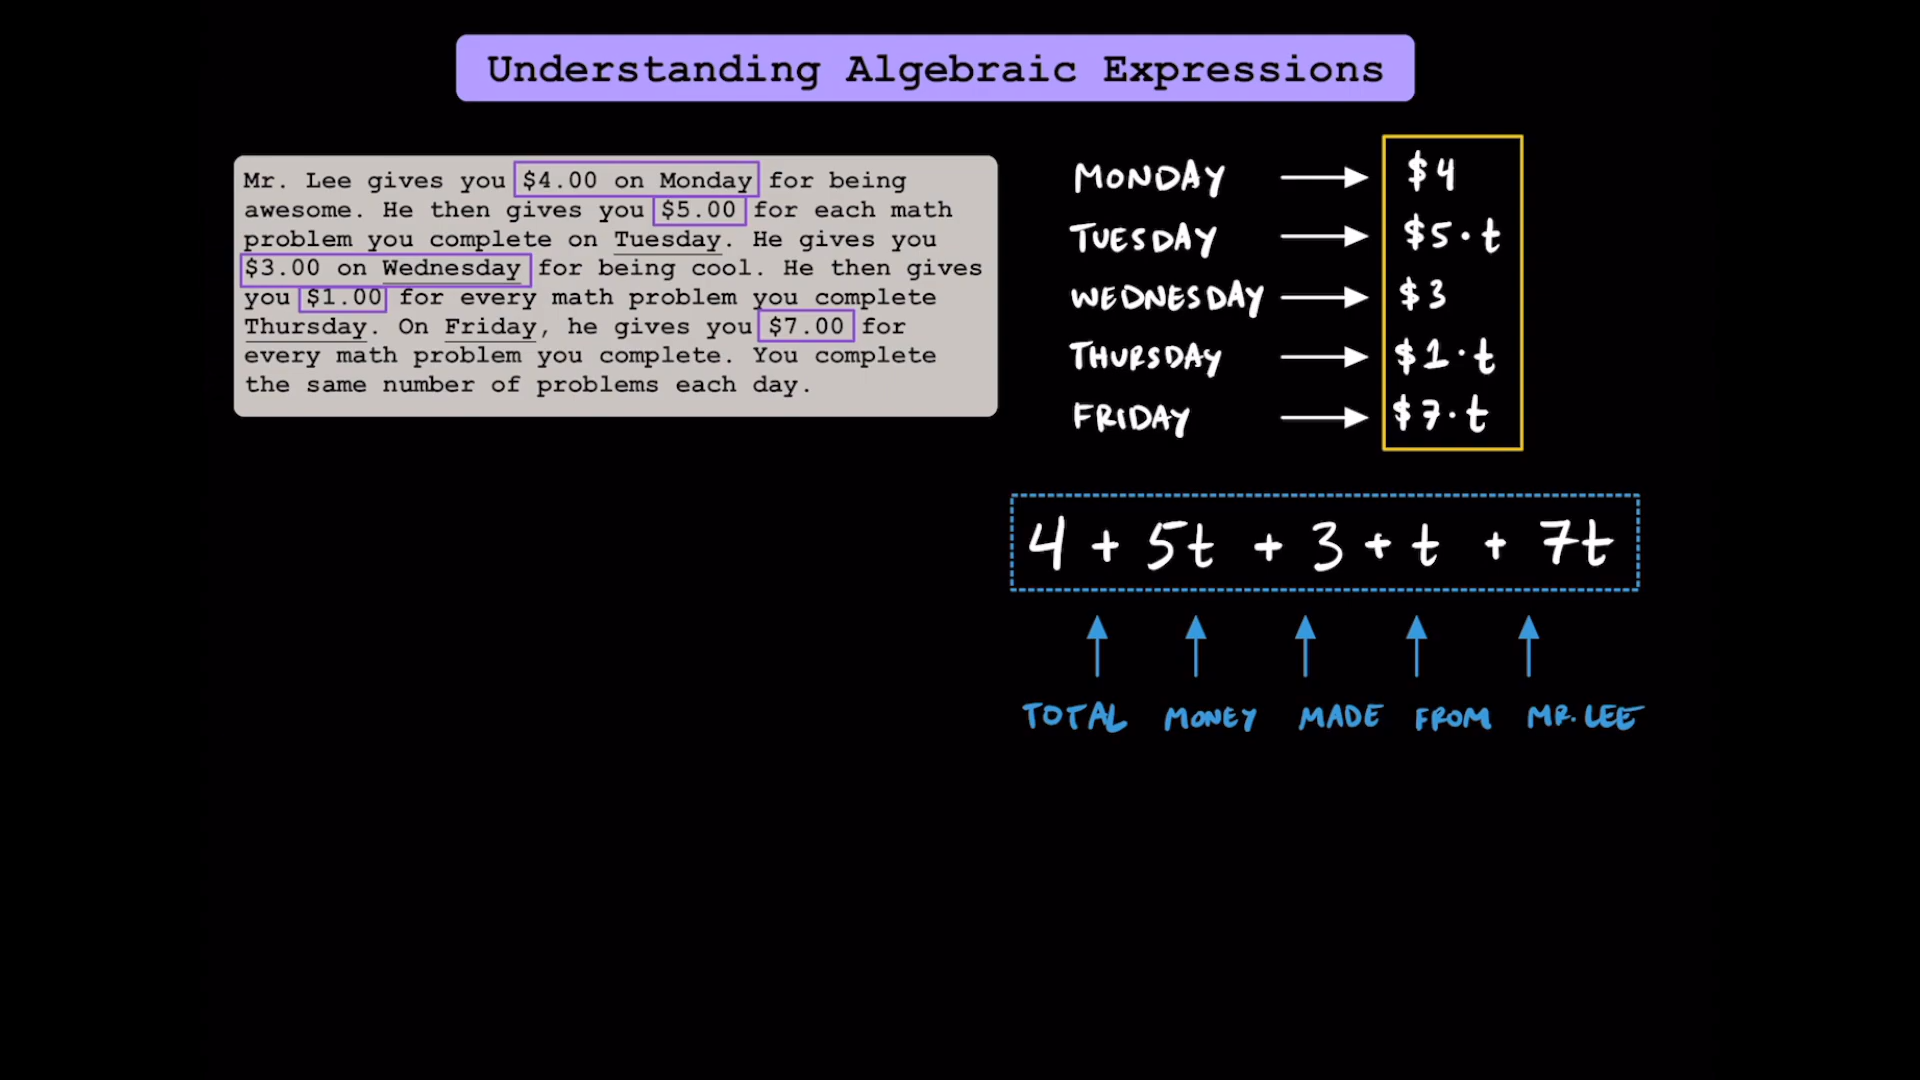 Understanding Algebraic Expressions
Mr. Lee gives you $4.00 on Monday for being
awesome. He then gives you $5.00 for each math
problem you complete on Tuesday. He gives you
$3.00 on Wednesday for being cool. He then gives
you $1.00 for every math problem you complete
Thursday. On Friday, he gives you $7.00 for
every math problem you complete. You complete
the same number of problems each day.
MONDAY → $4
TUESDAY → $5·t
WEDNESDAY → $3
THURSDAY → $1·t
FRIDAY → $7·t
4 + 5t + 3 + t + 7t
TOTAL MONEY MADE FROM MR. LEE